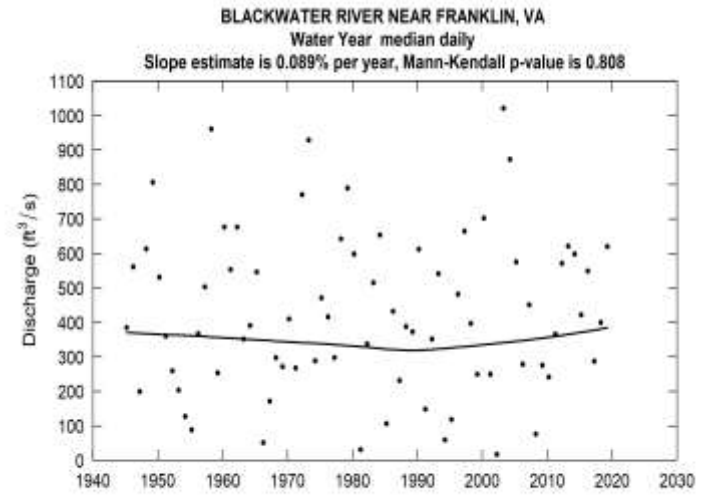 BLACKWATER RIVER NEAR FRANKLIN, VA
Water Year median daily
Slope estimate is 0.089% per year, Mann-Kendall p-value is 0.808
1100
1000
900
800
700
600
500
400
300
200
100
0
Discharge (ft³/s)
1940 1950 1960 1970 1980 1990 2000 2010 2020 2030